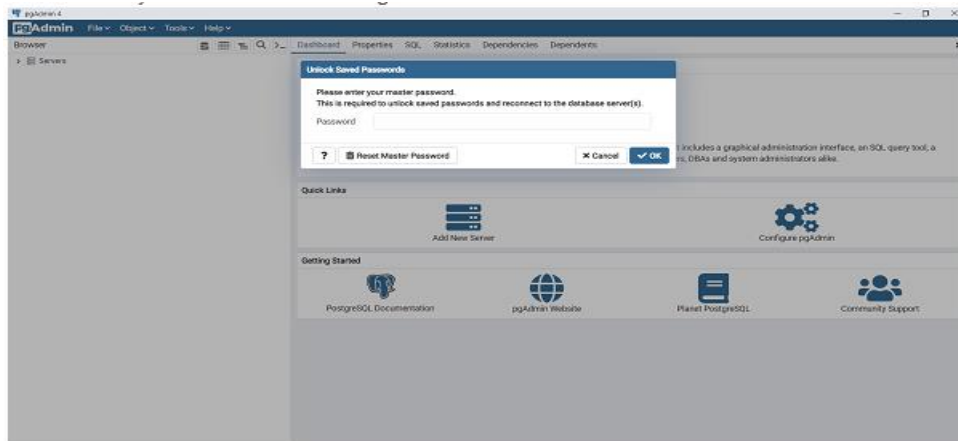 pgAdmin 4
pgAdmin File Object Tools Help
Browser
Dashboard Properties SQL Statistics Dependencies Dependents
Servers
Unlock Saved Passwords
Please enter your master password.
This is required to unlock saved passwords and reconnect to the database server(s).
Password
? Reset Master Password Cancel OK
includes a graphical administration interface, an SQL query tool, a
, DBAs and system administrators alike.
Quick Links
Add New Server Configure pgAdmin
Getting Started
PostgreSQL Documentation pgAdmin Website Planet PostgreSQL Community Support